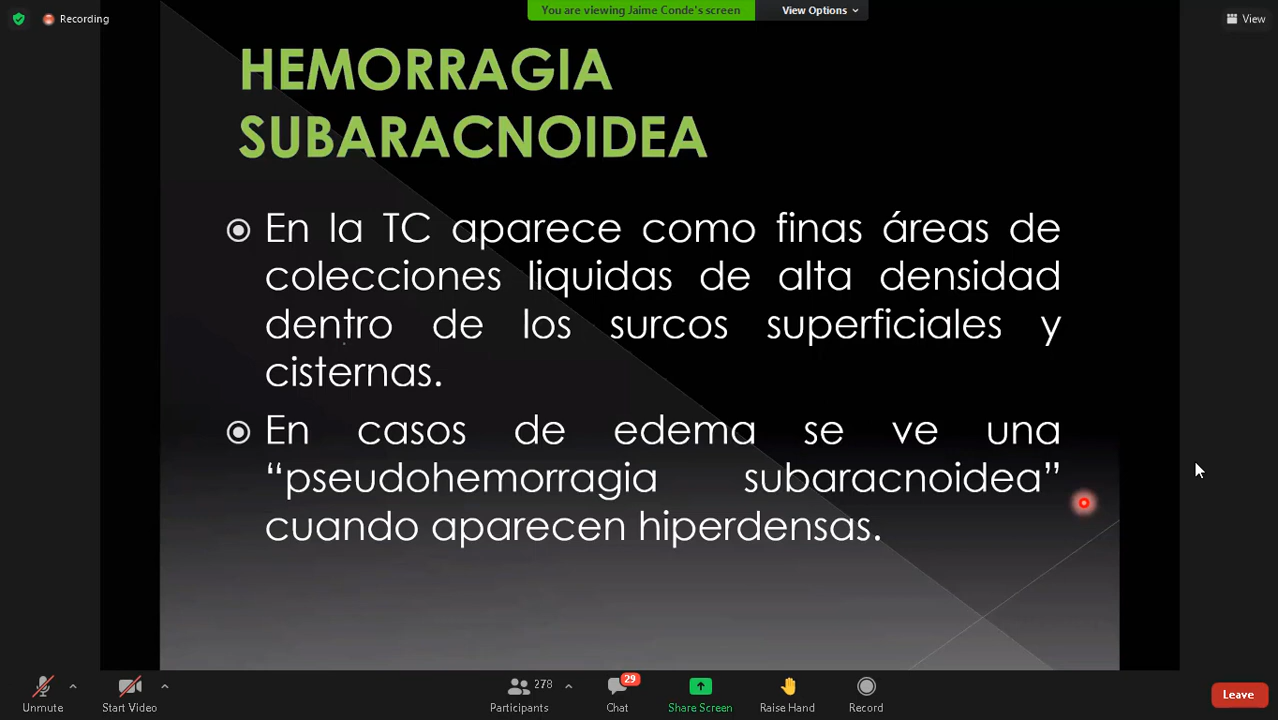 Recording
You are viewing Jaime Conde's screen
View Options
View
HEMORRAGIA
SUBARACNOIDEA
En la TC aparece como finas áreas de
colecciones liquidas de alta densidad
dentro de los surcos superficiales y
cisternas.
En casos de edema se ve una
“pseudohemorragia subaracnoidea”
cuando aparecen hiperdensas.
Unmute
Start Video
278
Participants
29
Chat
Share Screen
Raise Hand
Record
Leave